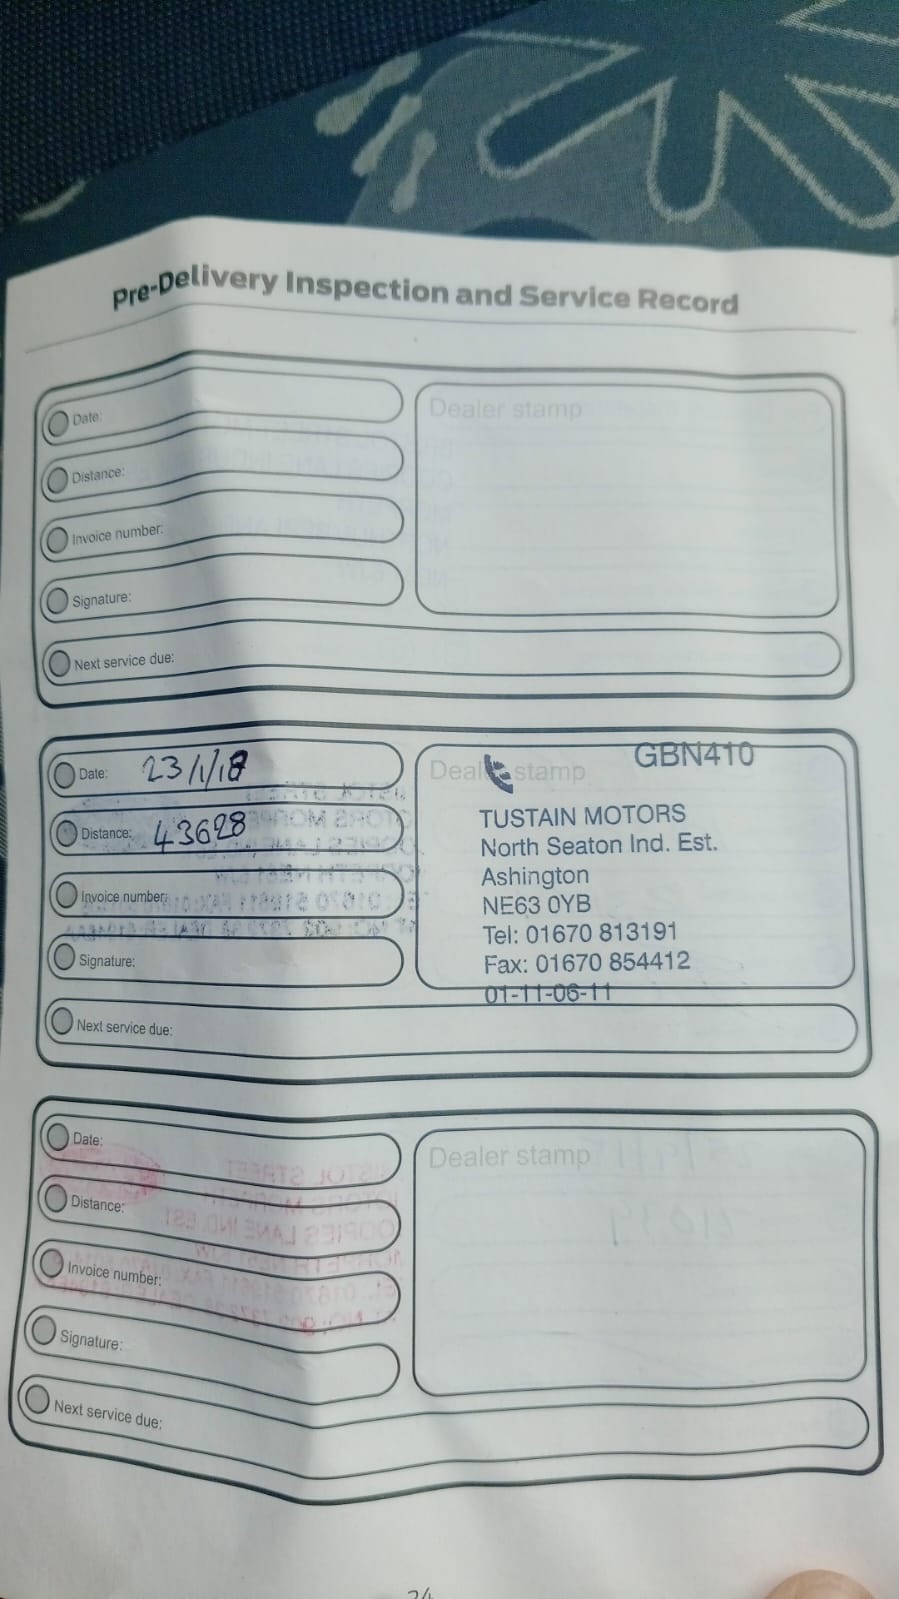 Pre-Delivery Inspection and Service Record
Date:
Distance:
Invoice number:
Signature:
Next service due:
Dealer stamp
Date: 23/1/18
Distance: 43628
Invoice number:
Signature:
Next service due:
Dealer stamp
GBN410
TUSTAIN MOTORS
North Seaton Ind. Est.
Ashington
NE63 0YB
Tel: 01670 813191
Fax: 01670 854412
01-11-06-11
Date:
Distance:
Invoice number:
Signature:
Next service due:
Dealer stamp